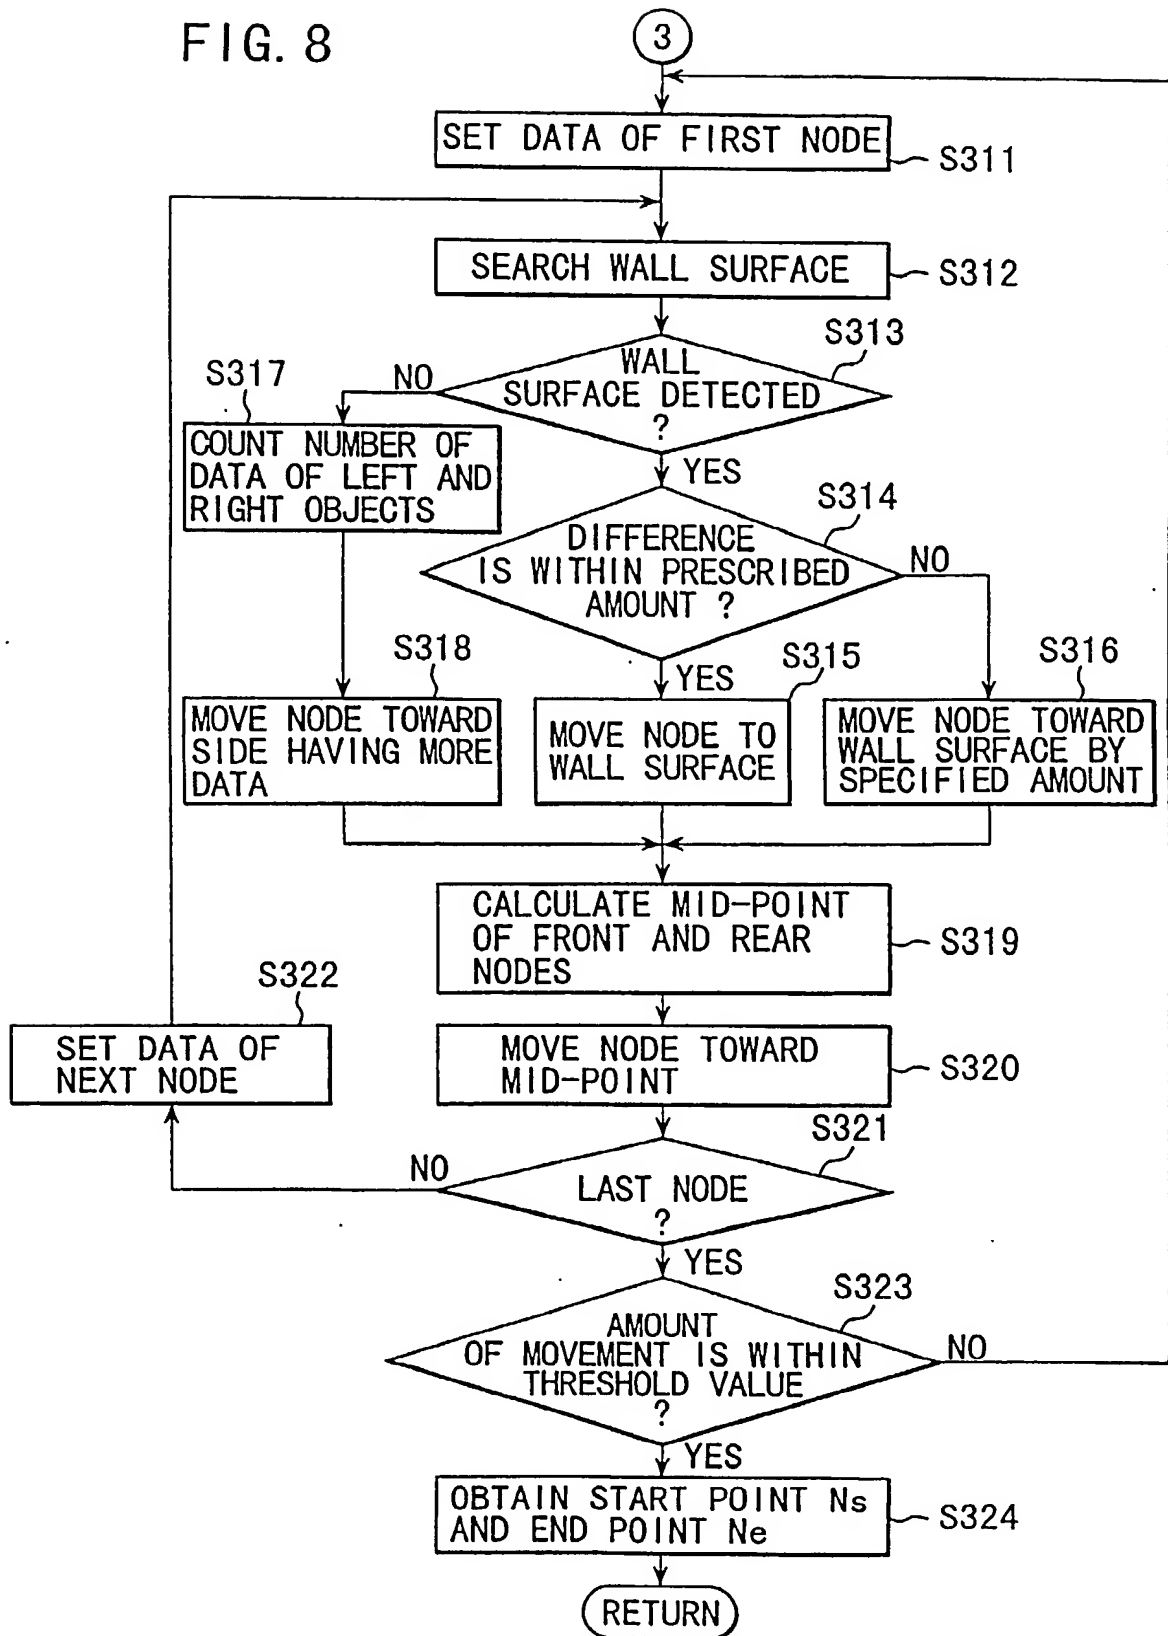 FIG. 8
3
SET DATA OF FIRST NODE
S311
SEARCH WALL SURFACE
S312
S313
WALL
SURFACE DETECTED
?
NO
YES
S317
COUNT NUMBER OF
DATA OF LEFT AND
RIGHT OBJECTS
S314
DIFFERENCE
IS WITHIN PRESCRIBED
AMOUNT ?
NO
YES
S318
MOVE NODE TOWARD
SIDE HAVING MORE
DATA
S315
MOVE NODE TO
WALL SURFACE
S316
MOVE NODE TOWARD
WALL SURFACE BY
SPECIFIED AMOUNT
CALCULATE MID-POINT
OF FRONT AND REAR
NODES
S319
S322
SET DATA OF
NEXT NODE
MOVE NODE TOWARD
MID-POINT
S320
S321
NO
LAST NODE
?
YES
S323
AMOUNT
OF MOVEMENT IS WITHIN
THRESHOLD VALUE
?
NO
YES
OBTAIN START POINT Ns
AND END POINT Ne
S324
RETURN